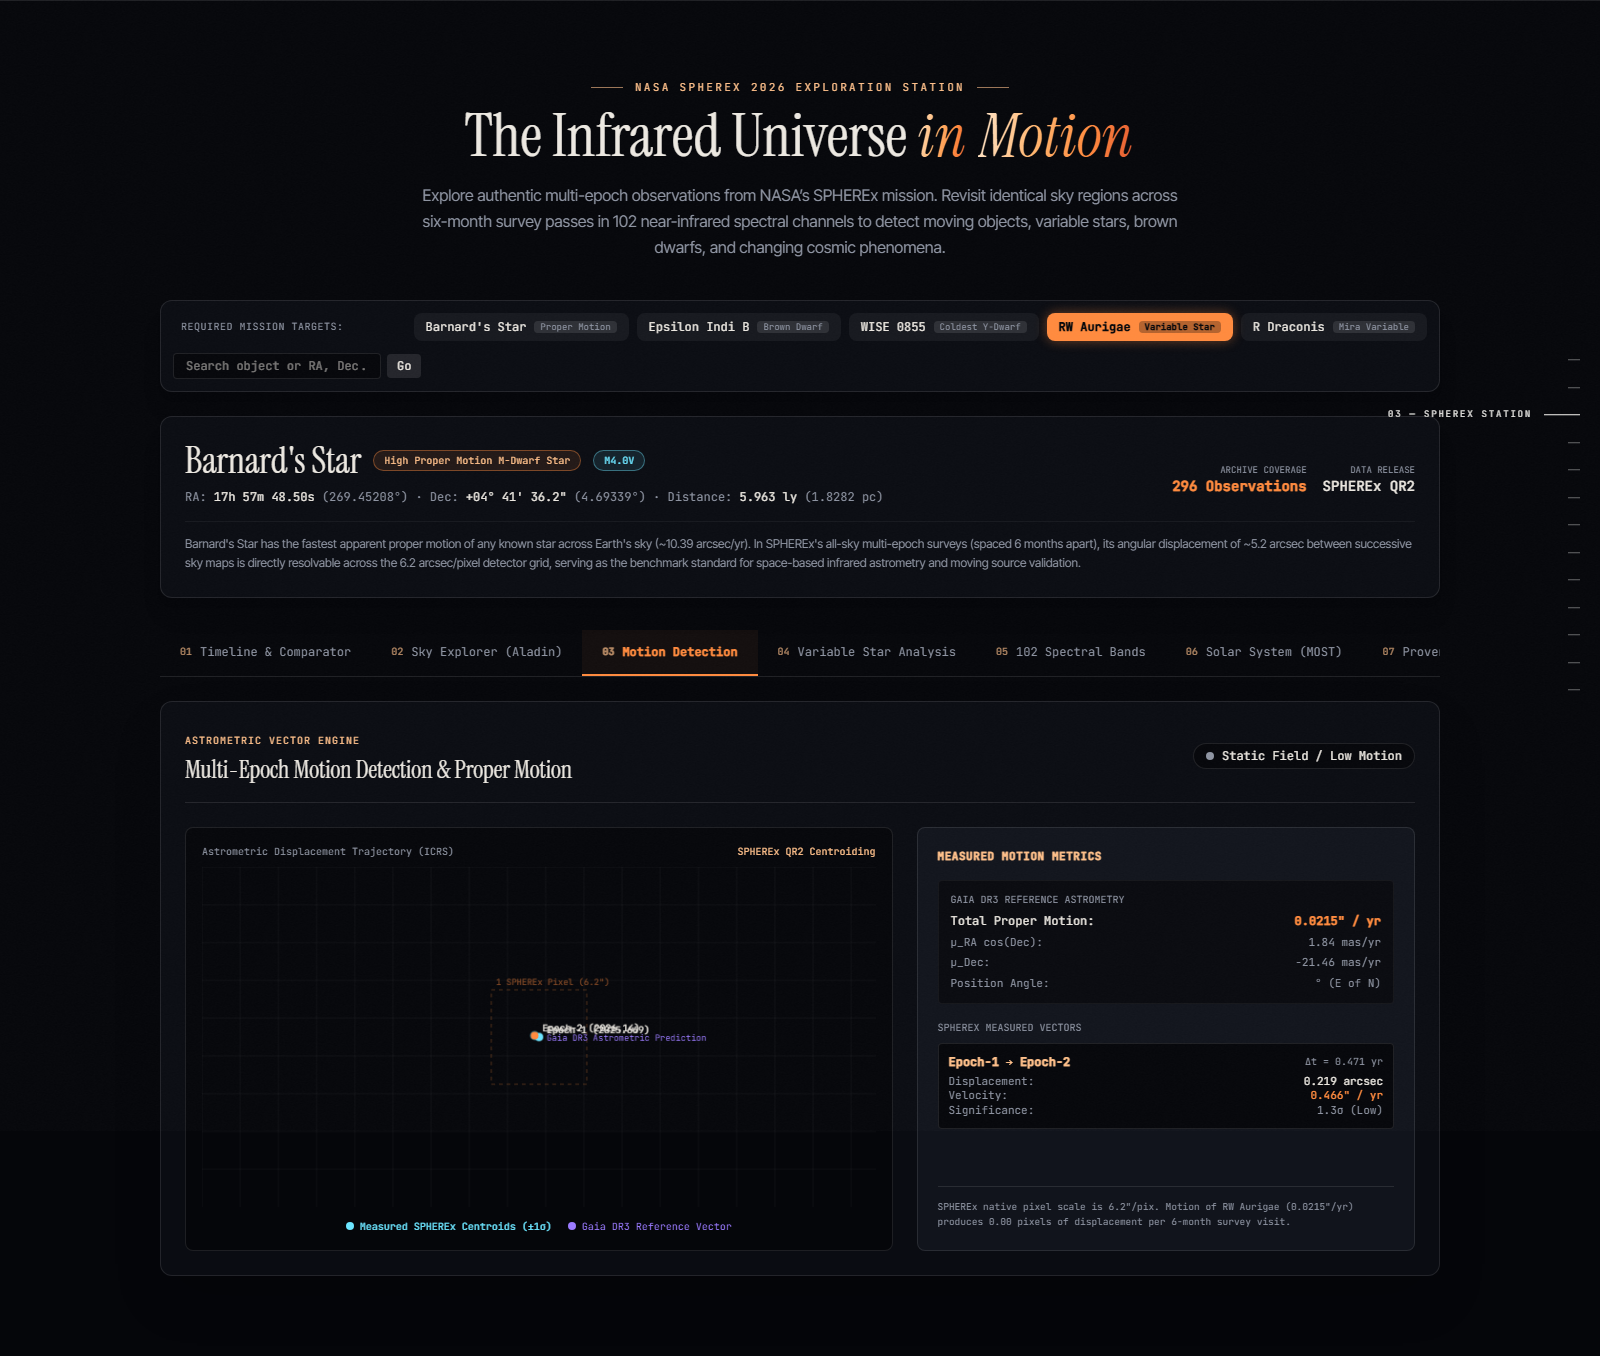 NASA SPHEREX 2026 EXPLORATION STATION
The Infrared Universe in Motion
Explore authentic multi-epoch observations from NASA's SPHEREx mission. Revisit identical sky regions across
six-month survey passes in 102 near-infrared spectral channels to detect moving objects, variable stars, brown
dwarfs, and changing cosmic phenomena.
REQUIRED MISSION TARGETS: Barnard's Star Proper Motion Epsilon Indi B Brown Dwarf WISE 0855 Coldest Y-Dwarf RW Aurigae Variable Star R Draconis Mira Variable
Search object or RA, Dec. Go
03 — SPHEREX STATION
Barnard's Star High Proper Motion M-Dwarf Star M4.0V
ARCHIVE COVERAGE DATA RELEASE
296 Observations SPHEREx QR2
RA: 17h 57m 48.50s (269.45208°) · Dec: +04° 41' 36.2" (4.69339°) · Distance: 5.963 ly (1.8282 pc)
Barnard's Star has the fastest apparent proper motion of any known star across Earth's sky (~10.39 arcsec/yr). In SPHEREx's all-sky multi-epoch surveys (spaced 6 months apart), its angular displacement of ~5.2 arcsec between successive
sky maps is directly resolvable across the 6.2 arcsec/pixel detector grid, serving as the benchmark standard for space-based infrared astrometry and moving source validation.
01 Timeline & Comparator 02 Sky Explorer (Aladin) 03 Motion Detection 04 Variable Star Analysis 05 102 Spectral Bands 06 Solar System (MOST) 07 Prove
ASTROMETRIC VECTOR ENGINE
Multi-Epoch Motion Detection & Proper Motion
Static Field / Low Motion
Astrometric Displacement Trajectory (ICRS) SPHEREx QR2 Centroiding
1 SPHEREx Pixel (6.2")
Gaia DR3 Astrometric Prediction
Measured SPHEREx Centroids (±1σ) Gaia DR3 Reference Vector
MEASURED MOTION METRICS
GAIA DR3 REFERENCE ASTROMETRY
Total Proper Motion: 0.0215" / yr
μ_RA cos(Dec): 1.84 mas/yr
μ_Dec: -21.46 mas/yr
Position Angle: ° (E of N)
SPHEREX MEASURED VECTORS
Epoch-1 → Epoch-2 Δt = 0.471 yr
Displacement: 0.219 arcsec
Velocity: 0.466" / yr
Significance: 1.3σ (Low)
SPHEREx native pixel scale is 6.2"/pix. Motion of RW Aurigae (0.0215"/yr)
produces 0.00 pixels of displacement per 6-month survey visit.